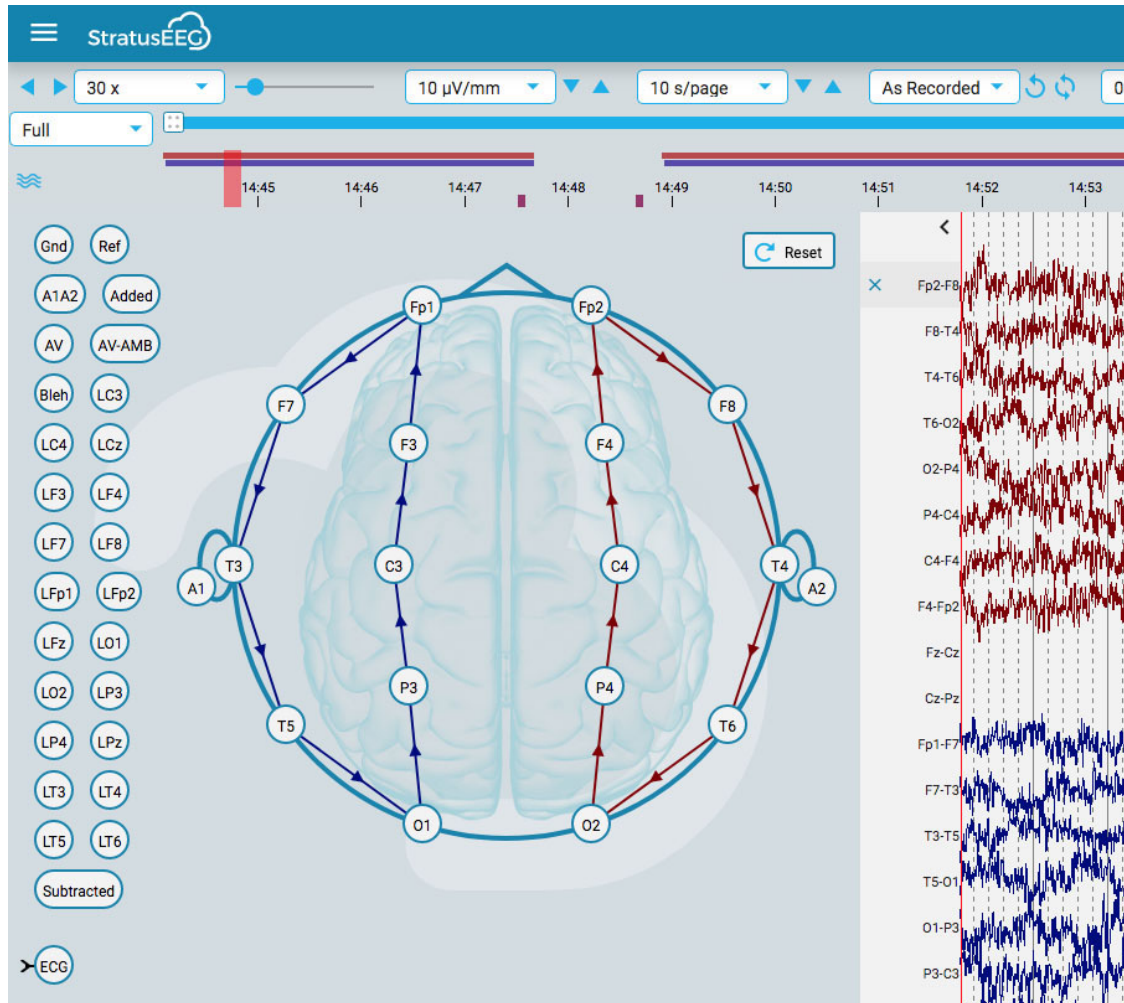 StratusEEG
30 x
10 µV/mm
10 s/page
As Recorded
0
Full
14:45
14:46
14:47
14:48
14:49
14:50
14:51
14:52
14:53
Gnd
Ref
A1A2
Added
AV
AV-AMB
Bleh
LC3
LC4
LCz
LF3
LF4
LF7
LF8
LFp1
LFp2
LFz
LO1
LO2
LP3
LP4
LPz
LT3
LT4
LT5
LT6
Subtracted
ECG
Reset
Fp1
Fp2
F7
F3
F4
F8
A1
T3
C3
C4
T4
A2
T5
P3
P4
T6
O1
O2
Fp2-F8
F8-T4
T4-T6
T6-O2
O2-P4
P4-C4
C4-F4
F4-Fp2
Fz-Cz
Cz-Pz
Fp1-F7
F7-T3
T3-T5
T5-O1
O1-P3
P3-C3